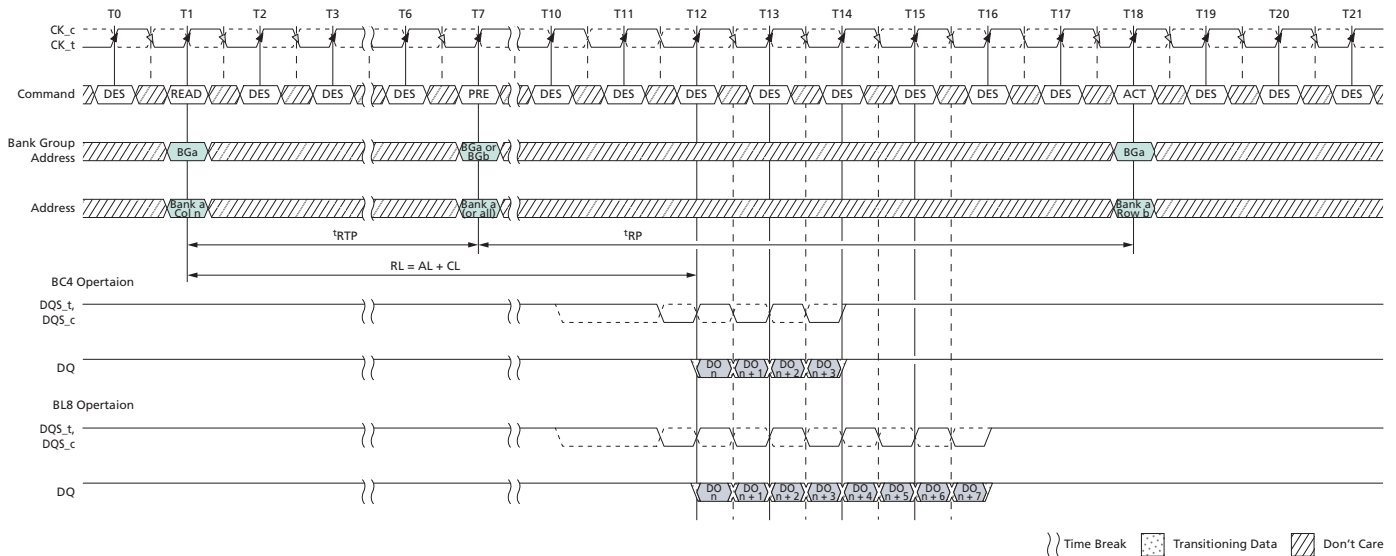 T0 T1 T2 T3 T6 T7 T10 T11 T12 T13 T14 T15 T16 T17 T18 T19 T20 T21
CK_c
CK_t
Command DES READ DES DES DES PRE DES DES DES DES DES DES DES DES ACT DES DES DES
Bank Group
Address
BGa
BGa or
BGb
BGa
Address
Bank a
Col n
Bank a
(or all)
Bank a
Row b
tRTP tRP
RL = AL + CL
BC4 Opertaion
DQS_t,
DQS_c
DQ
DO
n
DO
n + 1
DO
n + 2
DO
n + 3
BL8 Opertaion
DQS_t,
DQS_c
DQ
DO
n
DO
n + 1
DO
n + 2
DO
n + 3
DO
n + 4
DO
n + 5
DO
n + 6
DO
n + 7
Time Break Transitioning Data Don't Care